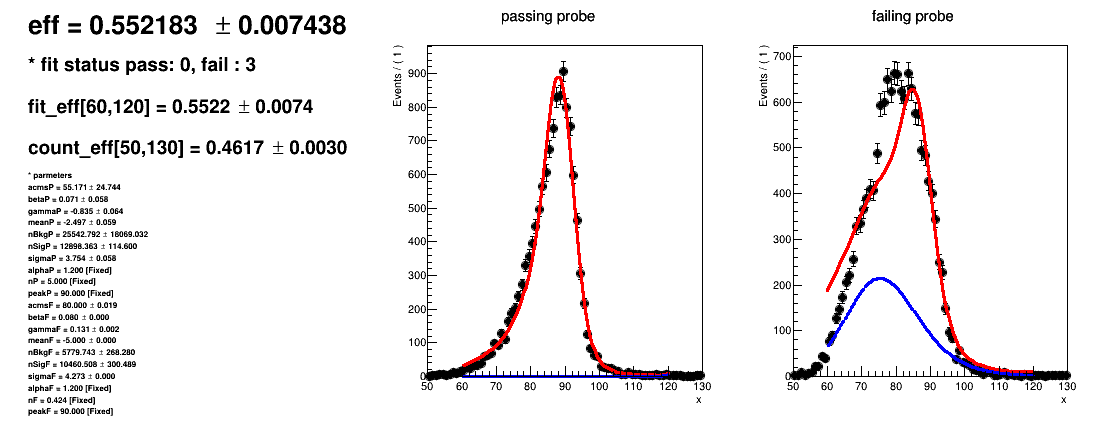 eff = 0.552183 ± 0.007438
* fit status pass: 0, fail : 3
fit_eff[60,120] = 0.5522 ± 0.0074
count_eff[50,130] = 0.4617 ± 0.0030
* parmeters
acmsP = 55.171 ± 24.744
betaP = 0.071 ± 0.058
gammaP = -0.835 ± 0.064
meanP = -2.497 ± 0.059
nBkgP = 25542.792 ± 18069.032
nSigP = 12898.363 ± 114.600
sigmaP = 3.754 ± 0.058
alphaP = 1.200 [Fixed]
nP = 5.000 [Fixed]
peakP = 90.000 [Fixed]
acmsF = 80.000 ± 0.019
betaF = 0.080 ± 0.000
gammaF = 0.131 ± 0.002
meanF = -5.000 ± 0.000
nBkgF = 5779.743 ± 268.280
nSigF = 10460.508 ± 300.489
sigmaF = 4.273 ± 0.000
alphaF = 1.200 [Fixed]
nF = 0.424 [Fixed]
peakF = 90.000 [Fixed]
passing probe
Events / ( 1 )
900
800
700
600
500
400
300
200
100
0
50 60 70 80 90 100 110 120 130
x
failing probe
Events / ( 1 )
700
600
500
400
300
200
100
0
50 60 70 80 90 100 110 120 130
x